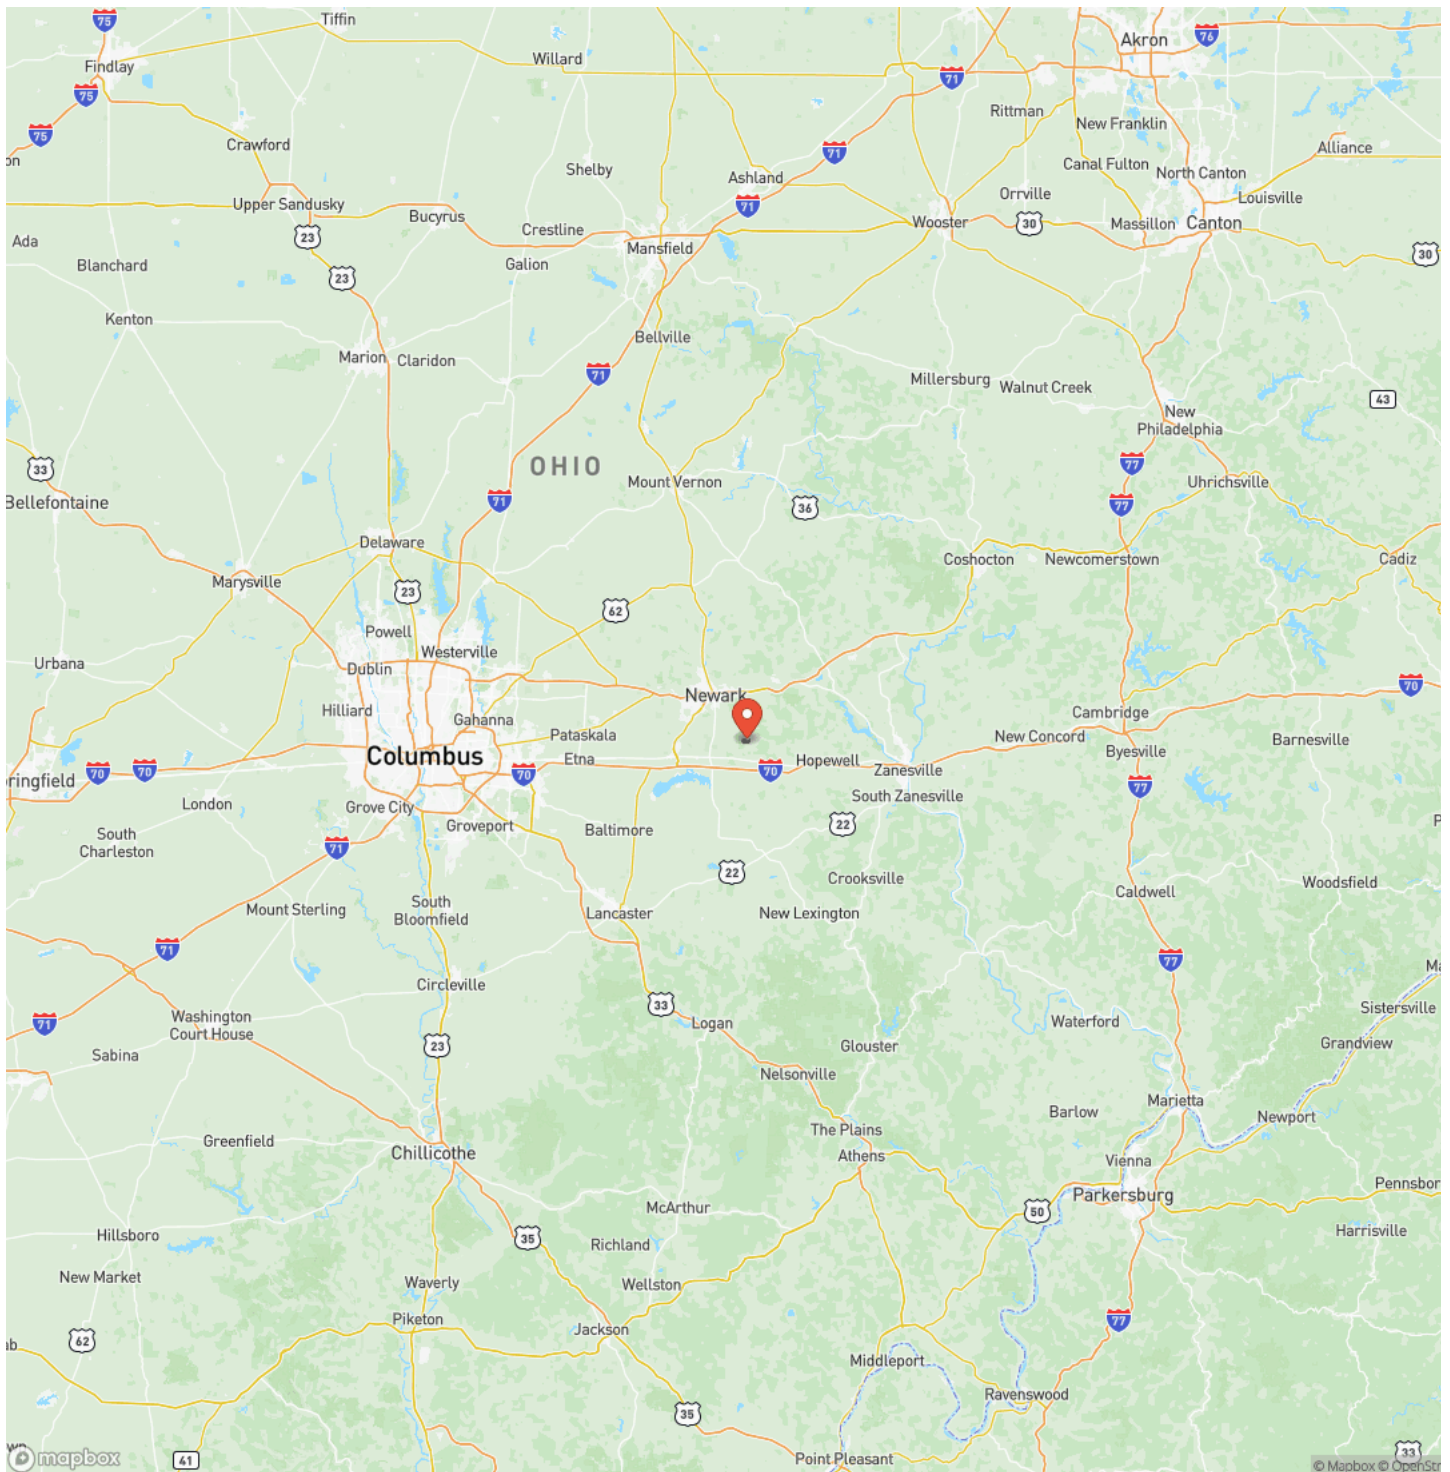 75
Tiffin
Akron
76
Willard
Findlay
71
75
Rittman
New Franklin
75
Crawford
71
Alliance
on
Shelby
Ashland
Canal Fulton
North Canton
Orrville
Louisville
Upper Sandusky
71
Bucyrus
Wooster
30
Massillon
Canton
Crestline
23
Ada
Mansfield
30
Blanchard
Galion
23
Kenton
Bellville
Marion
Claridon
71
Millersburg
Walnut Creek
43
New
Philadelphia
OHIO
33
77
Mount Vernon
Uhrichsville
Bellefontaine
71
36
77
Delaware
Coshocton
Newcomerstown
Cadiz
Marysville
23
62
Powell
Westerville
Urbana
Dublin
70
Newark
Hilliard
Gahanna
Cambridge
Pataskala
New Concord
Barnesville
Columbus
Etna
Hopewell
Byesville
70
70
70
70
Zanesville
pringfield
77
London
Grove City
South Zanesville
Groveport
Baltimore
22
South
Charleston
71
22
Crooksville
Woodsfield
Caldwell
Mount Sterling
South
Bloomfield
Lancaster
New Lexington
71
77
Circleville
33
Sistersville
71
Washington
Court House
Logan
Waterford
23
Glouster
Grandview
Sabina
Nelsonville
Marietta
Barlow
Newport
The Plains
Greenfield
Chillicothe
Athens
Vienna
Parkersburg
Pennsbor
McArthur
50
Hillsboro
35
Richland
Harrisville
New Market
Waverly
Wellston
Piketon
77
62
Jackson
ab
Middleport
Ravenswood
35
mapbox
41
Point Pleasant
33
© Mapbox © OpenStr